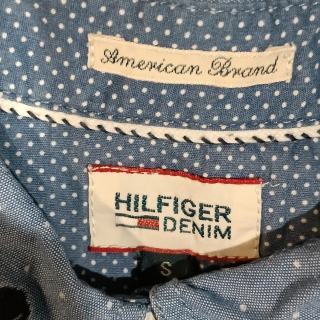 American Brand
HILFIGER
DENIM
S